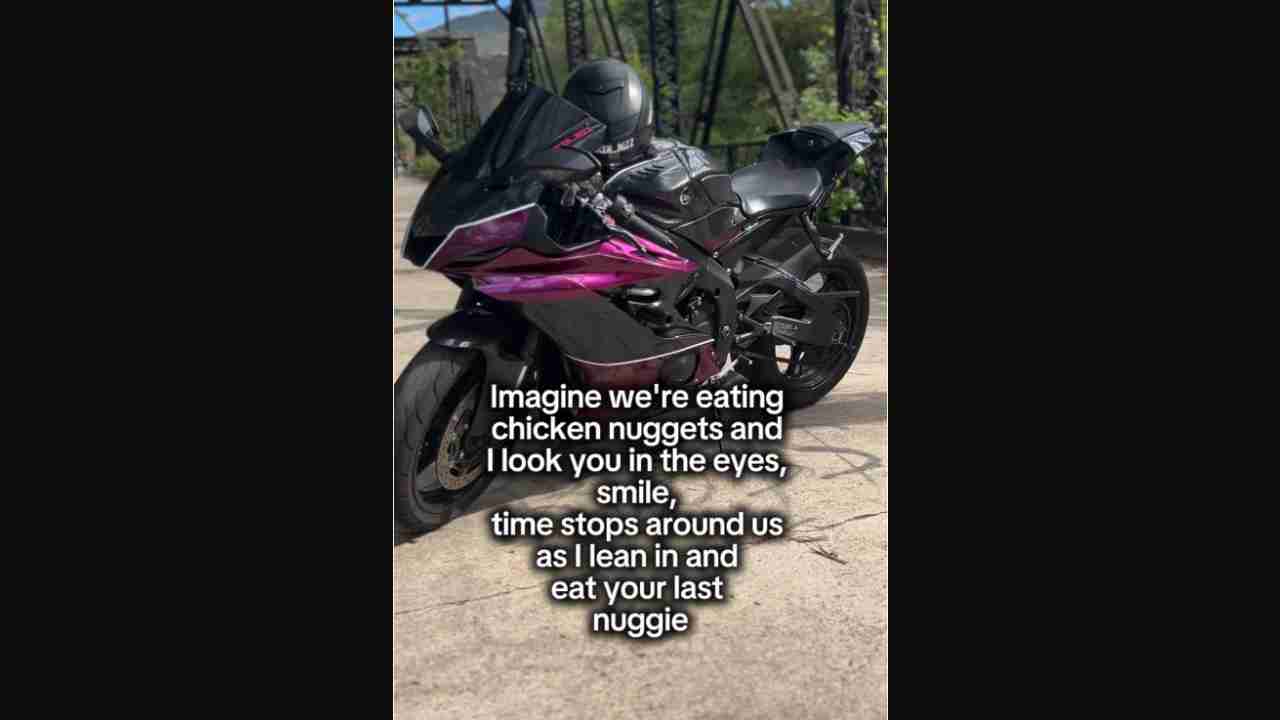 Imagine we're eating
chicken nuggets and
I look you in the eyes,
smile,
time stops around us
as I lean in and
eat your last
nuggie